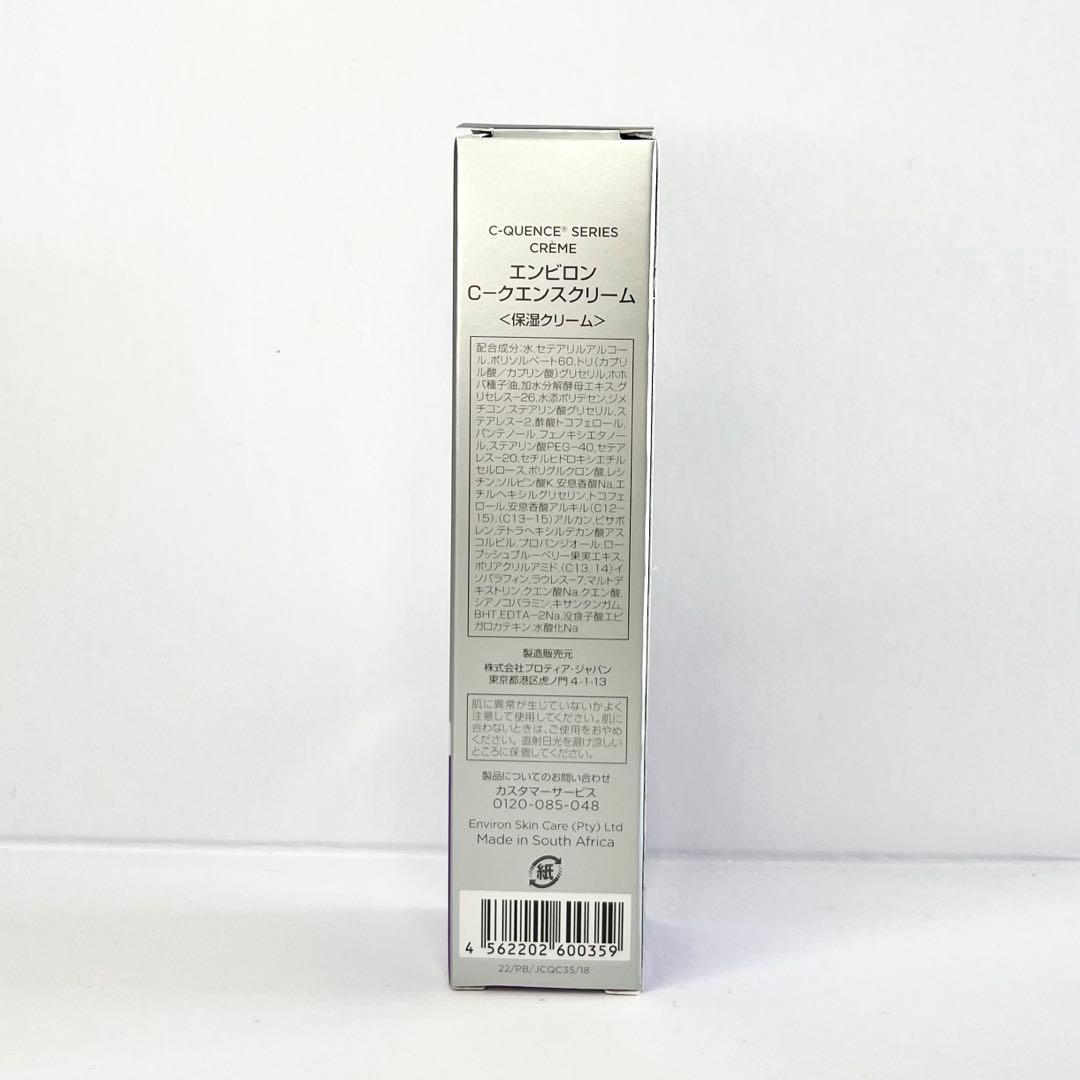 C-QUENCE® SERIES
CRÈME
エンビロン
C−クエンスクリーム
<保湿クリーム>
配合成分:水,セテアリルアルコー
ル,ポリソルベート60,トリ(カプリ
ル酸/カプリン酸)グリセリル,ホホ
バ種子油,加水分解酵母エキス,グ
リセレス−26,水添ポリデセン,ジメ
チコン,ステアリン酸グリセリル,ス
テアレス−2,酢酸トコフェロール,
パンテノール,フェノキシエタノー
ル,ステアリン酸PEG−40,セテア
レス−20,セチルヒドロキシエチル
セルロース,ポリグルクロン酸,レシ
チン,ソルビン酸K,安息香酸Na,エ
チルヘキシルグリセリン,トコフェ
ロール,安息香酸アルキル(C12−
15),(C13−15)アルカン,ビサボ
レン,テトラヘキシルデカン酸アス
コルビル,プロパンジオール,ロー
ブッシュブルーベリー果実エキス,
ポリアクリルアミド,(C13,14)イ
ソパラフィン,ラウレス−7,マルトデ
キストリン,クエン酸Na,クエン酸,
シアノコバラミン,キサンタンガム,
BHT,EDTA−2Na,没食子酸エピ
ガロカテキン,水酸化Na
製造販売元
株式会社プロティア・ジャパン
東京都港区虎ノ門 4-1-13
肌に異常が生じていないかよく
注意して使用してください。肌に
合わないときは、ご使用をおやめ
ください。直射日光を避け涼しい
ところに保管してください。
製品についてのお問い合わせ
カスタマーサービス
0120-085-048
Environ Skin Care (Pty) Ltd
Made in South Africa
紙
4 562202 600359
22/PB/JCQC35/18